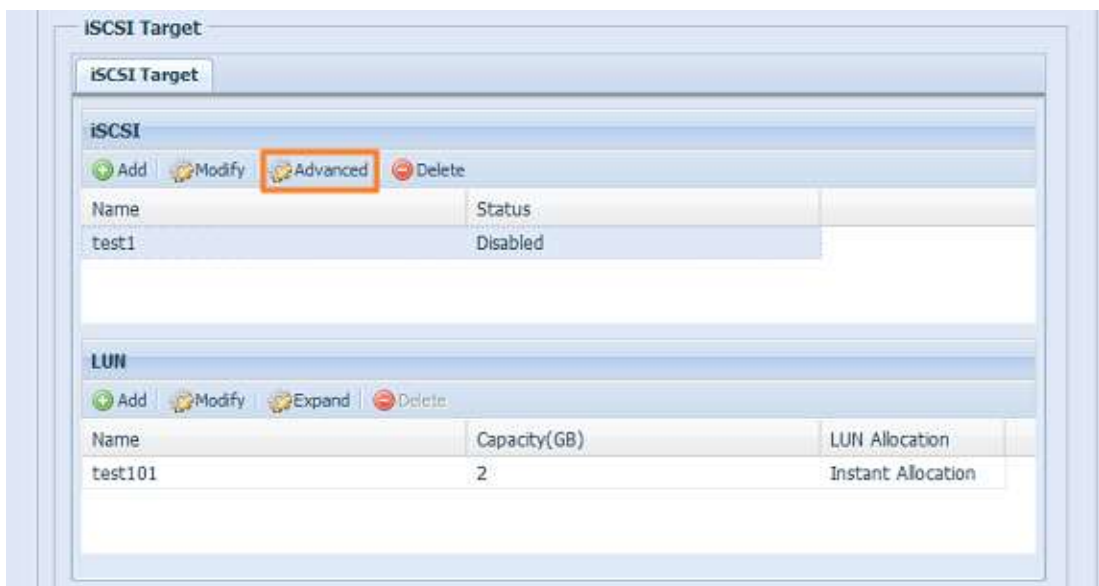 iSCSI Target
iSCSI Target
iSCSI
Add Modify Advanced Delete
Name Status
test1 Disabled
LUN
Add Modify Expand Delete
Name Capacity(GB) LUN Allocation
test101 2 Instant Allocation